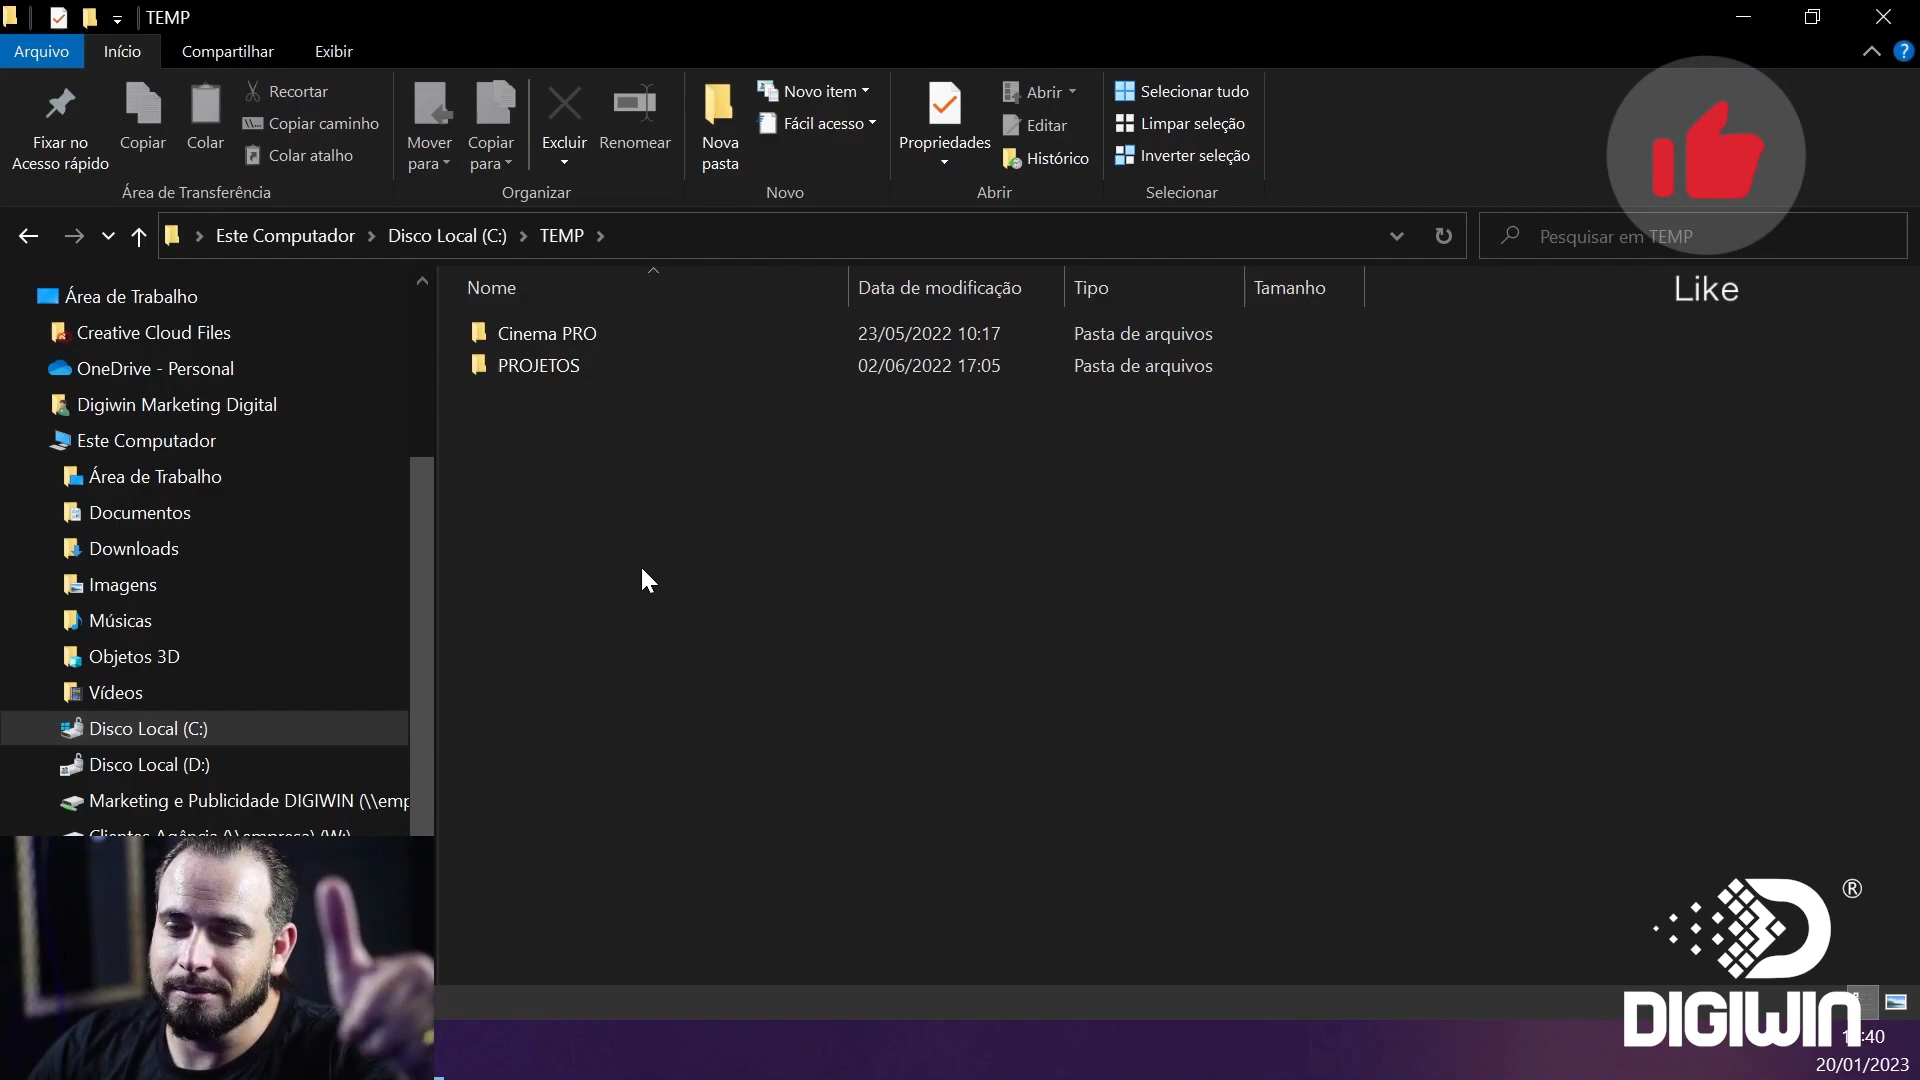 TEMP
Arquivo
Início
Compartilhar
Exibir
?
Fixar no
Acesso rápido
Copiar
Colar
Recortar
Copiar caminho
Colar atalho
Área de Transferência
Mover
para
Copiar
para
Excluir
Renomear
Organizar
Nova
pasta
Novo item
Fácil acesso
Novo
Propriedades
Abrir
Editar
Histórico
Abrir
Selecionar tudo
Limpar seleção
Inverter seleção
Selecionar
Este Computador
Disco Local (C:)
TEMP
Pesquisar em TEMP
Like
Nome
Data de modificação
Tipo
Tamanho
Cinema PRO
23/05/2022 10:17
Pasta de arquivos
PROJETOS
02/06/2022 17:05
Pasta de arquivos
Área de Trabalho
Creative Cloud Files
OneDrive - Personal
Digiwin Marketing Digital
Este Computador
Área de Trabalho
Documentos
Downloads
Imagens
Músicas
Objetos 3D
Vídeos
Disco Local (C:)
Disco Local (D:)
Marketing e Publicidade DIGIWIN (\\emp
Clientes Agência (\\empresa) (W:)
®
DIGIWIN
:40
20/01/2023